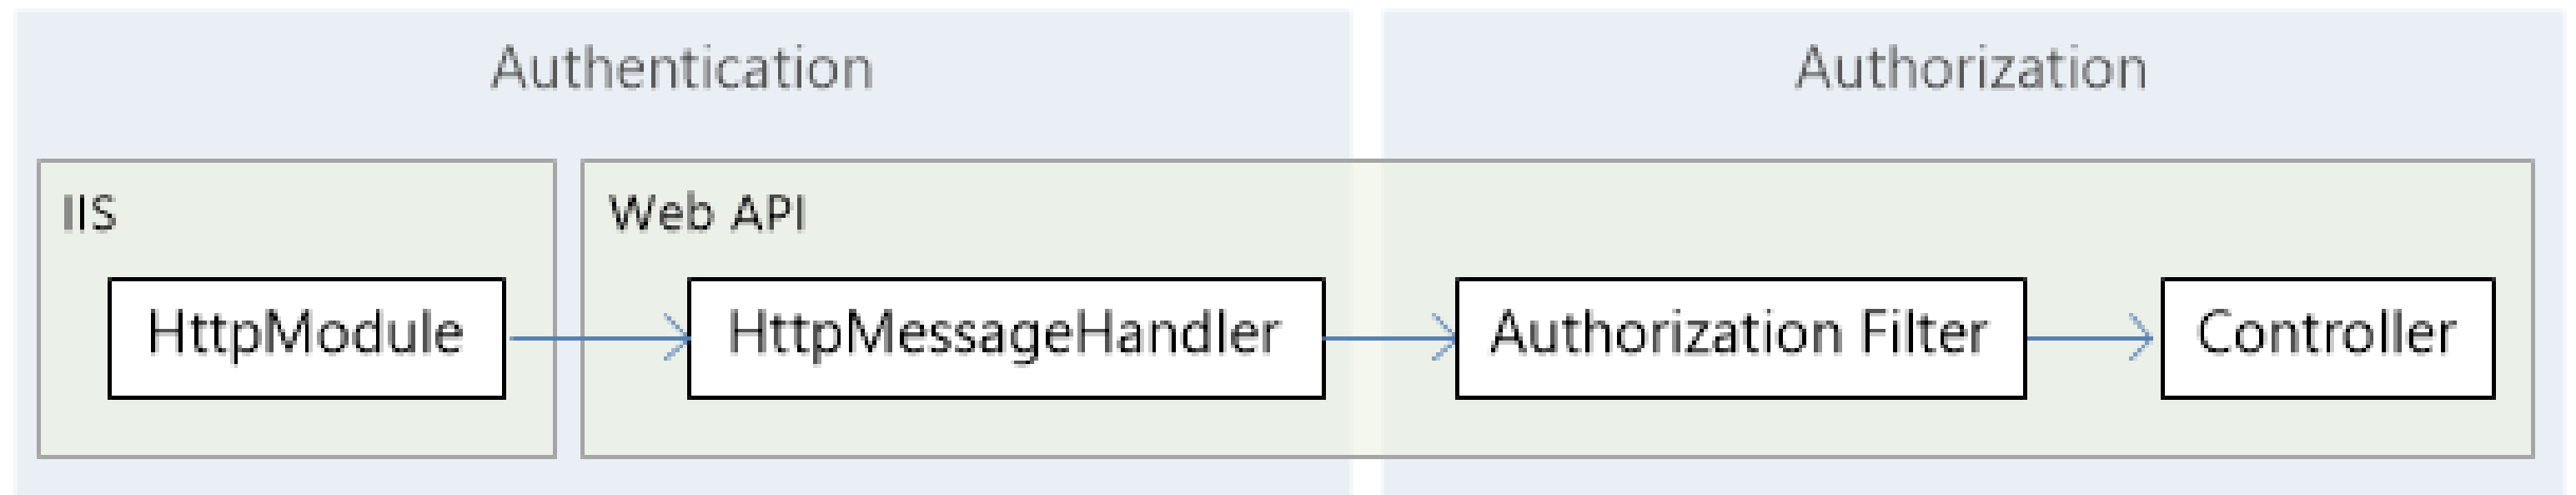 Authentication
Authorization
IIS
Web API
HttpModule
HttpMessageHandler
Authorization Filter
Controller